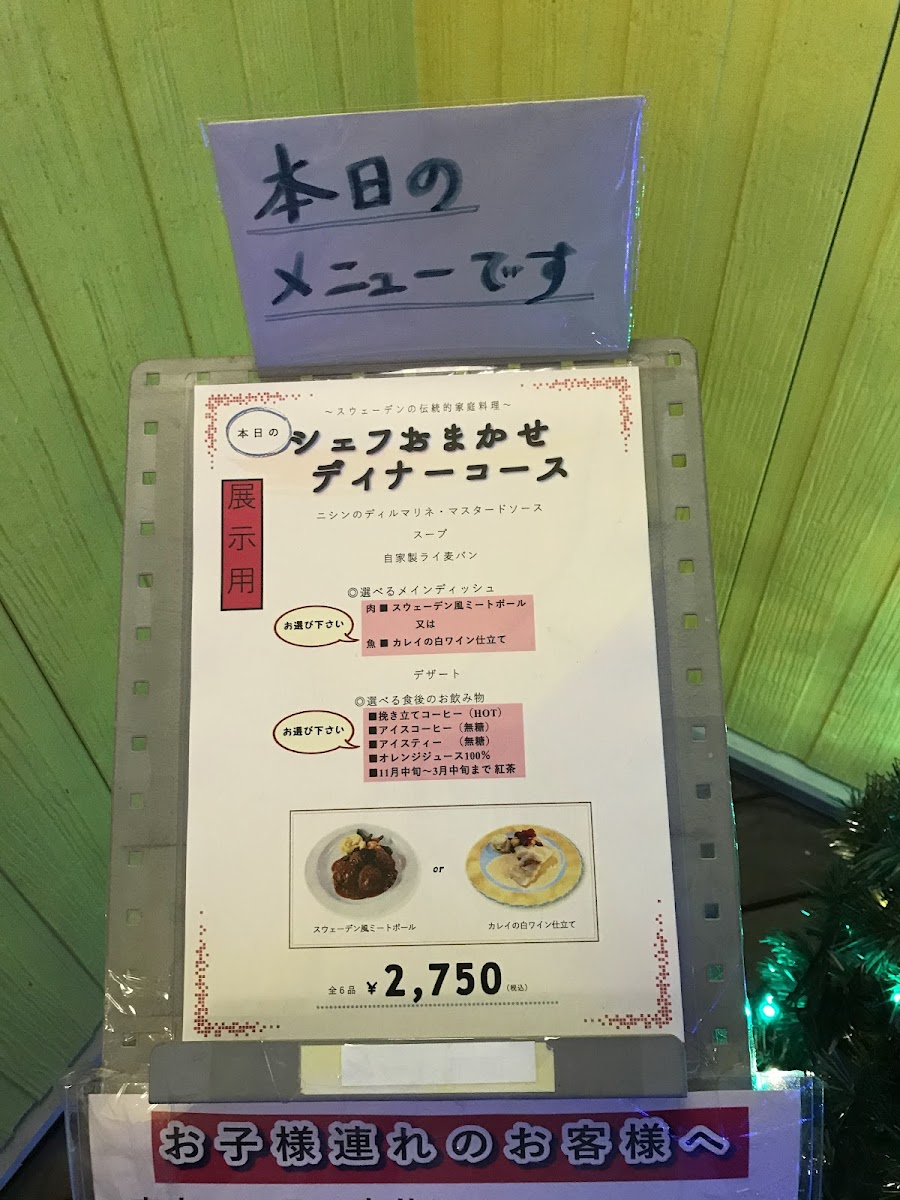 本日の
メニューです
～スウェーデンの伝統的家庭料理～
本日の
シェフおまかせ
ディナーコース
展示用
ニシンのディルマリネ・マスタードソース
スープ
自家製ライ麦パン
◎選べるメインディッシュ
お選び下さい
肉 ■ スウェーデン風ミートボール
又は
魚 ■ カレイの白ワイン仕立て
デザート
◎選べる食後のお飲み物
お選び下さい
■挽き立てコーヒー（HOT）
■アイスコーヒー（無糖）
■アイスティー （無糖）
■オレンジジュース100%
■11月中旬～3月中旬まで 紅茶
or
スウェーデン風ミートボール
カレイの白ワイン仕立て
全6品 ¥2,750（税込）
お子様連れのお客様へ